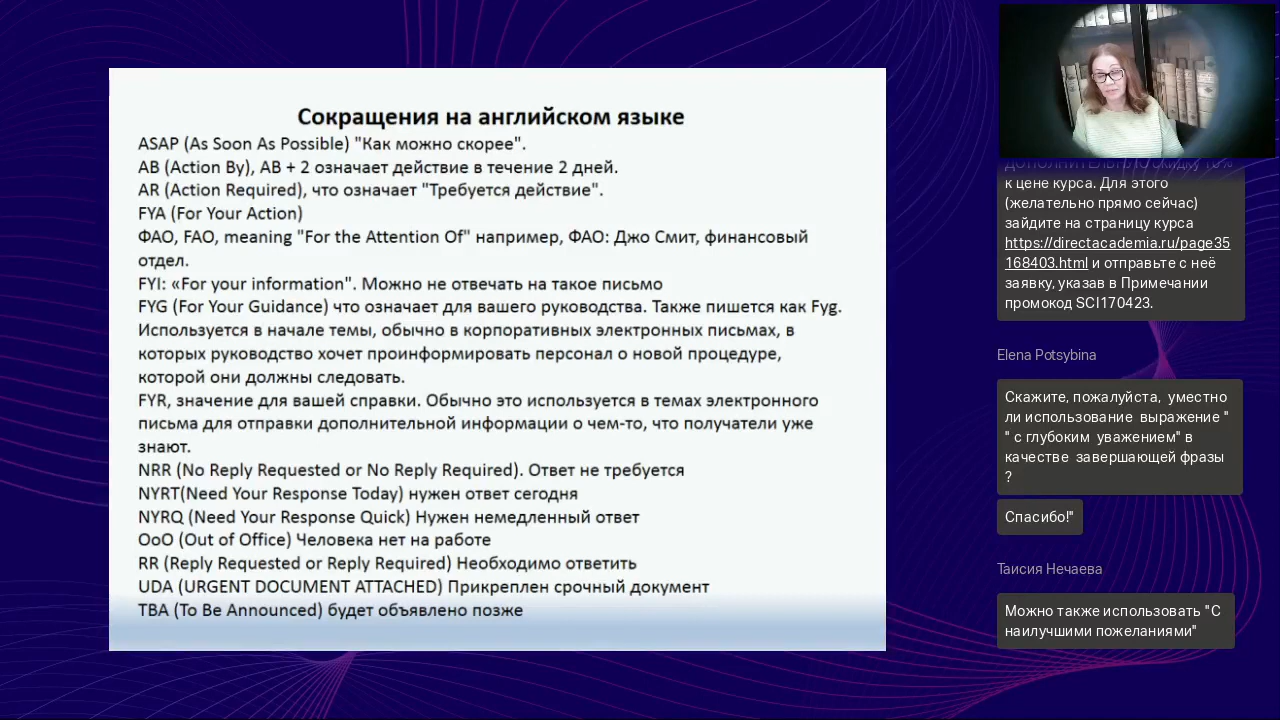 Сокращения на английском языке
ASAP (As Soon As Possible) "Как можно скорее".
AB (Action By), AB + 2 означает действие в течение 2 дней.
AR (Action Required), что означает "Требуется действие".
FYA (For Your Action)
ФАО, FAO, meaning "For the Attention Of" например, ФАО: Джо Смит, финансовый
отдел.
FYI: «For your information". Можно не отвечать на такое письмо
FYG (For Your Guidance) что означает для вашего руководства. Также пишется как Fyg.
Используется в начале темы, обычно в корпоративных электронных письмах, в
которых руководство хочет проинформировать персонал о новой процедуре,
которой они должны следовать.
FYR, значение для вашей справки. Обычно это используется в темах электронного
письма для отправки дополнительной информации о чем-то, что получатели уже
знают.
NRR (No Reply Requested or No Reply Required). Ответ не требуется
NYRT(Need Your Response Today) нужен ответ сегодня
NYRQ (Need Your Response Quick) Нужен немедленный ответ
OoO (Out of Office) Человека нет на работе
RR (Reply Requested or Reply Required) Необходимо ответить
UDA (URGENT DOCUMENT ATTACHED) Прикреплен срочный документ
TBA (To Be Announced) будет объявлено позже
ДОПОЛНИТЕЛЬНУЮ скидку 10%
к цене курса. Для этого
(желательно прямо сейчас)
зайдите на страницу курса
https://directacademia.ru/page35
168403.html и отправьте с неё
заявку, указав в Примечании
промокод SCI170423.
Elena Potsybina
Скажите, пожалуйста, уместно
ли использование выражение "
" с глубоким уважением" в
качестве завершающей фразы
?
Спасибо!"
Таисия Нечаева
Можно также использовать "С
наилучшими пожеланиями"